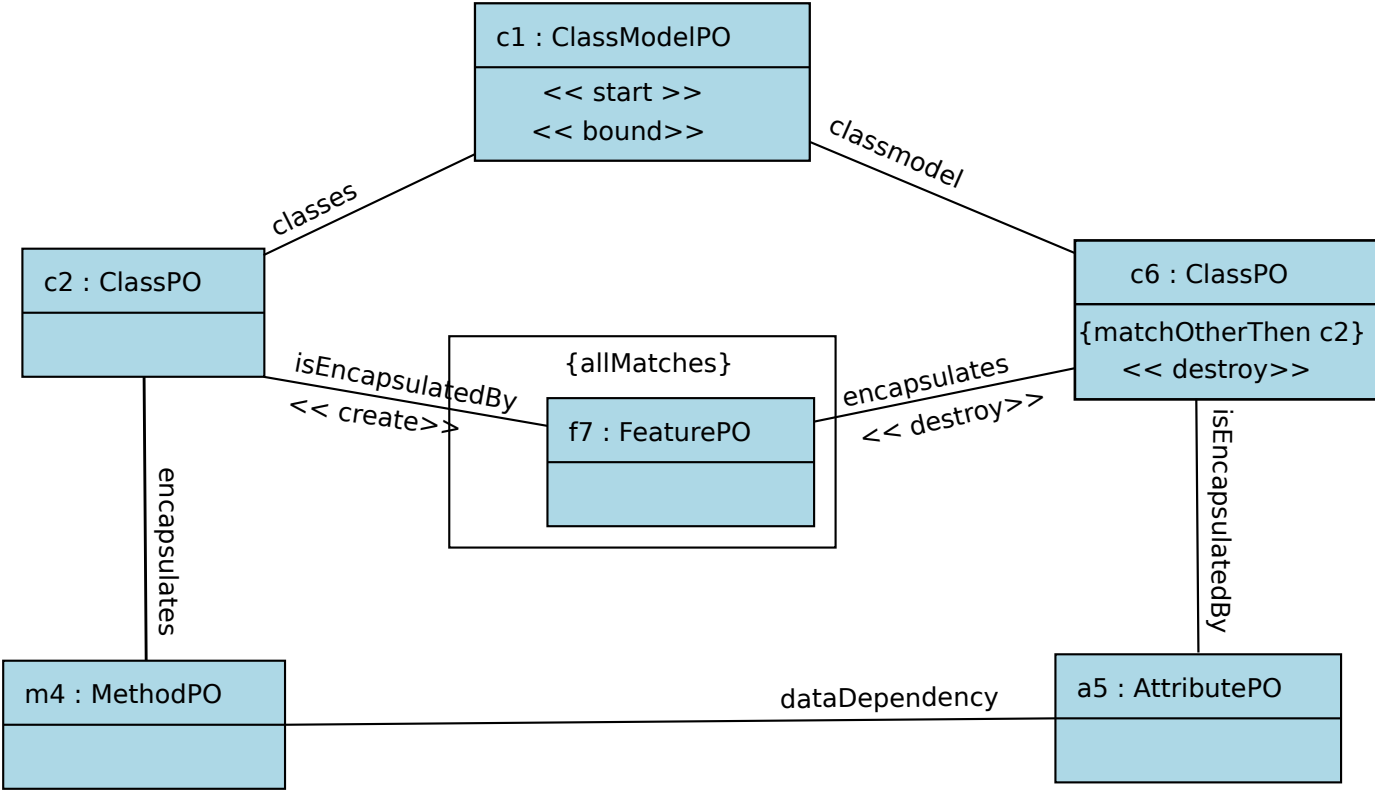 c1 : ClassModelPO
<< start >>
<< bound>>
classes
classmodel
c2 : ClassPO
c6 : ClassPO
{matchOtherThen c2}
<< destroy>>
{allMatches}
isEncapsulatedBy
<< create>>
encapsulates
<< destroy>>
f7 : FeaturePO
encapsulates
isEncapsulatedBy
m4 : MethodPO
dataDependency
a5 : AttributePO